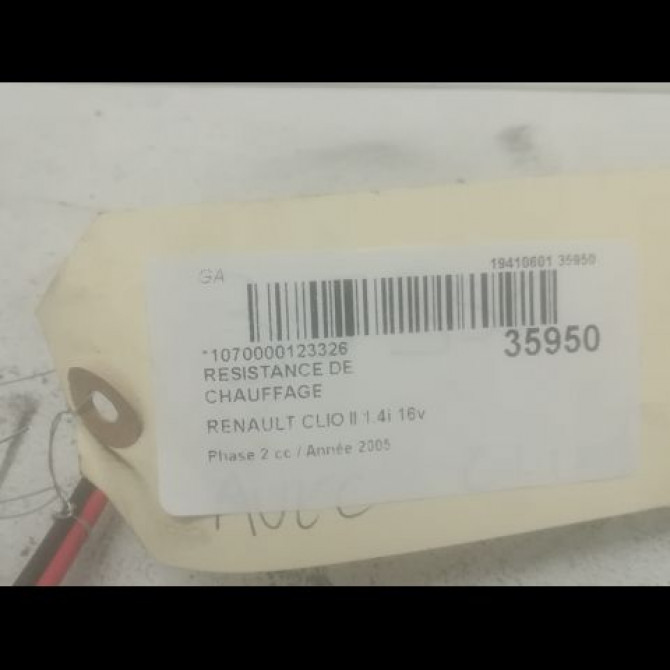 GA
19410601 35950
*1070000123326
35950
RESISTANCE DE
CHAUFFAGE
RENAULT CLIO II 1.4i 16v
Phase 2 cc / Année 2005